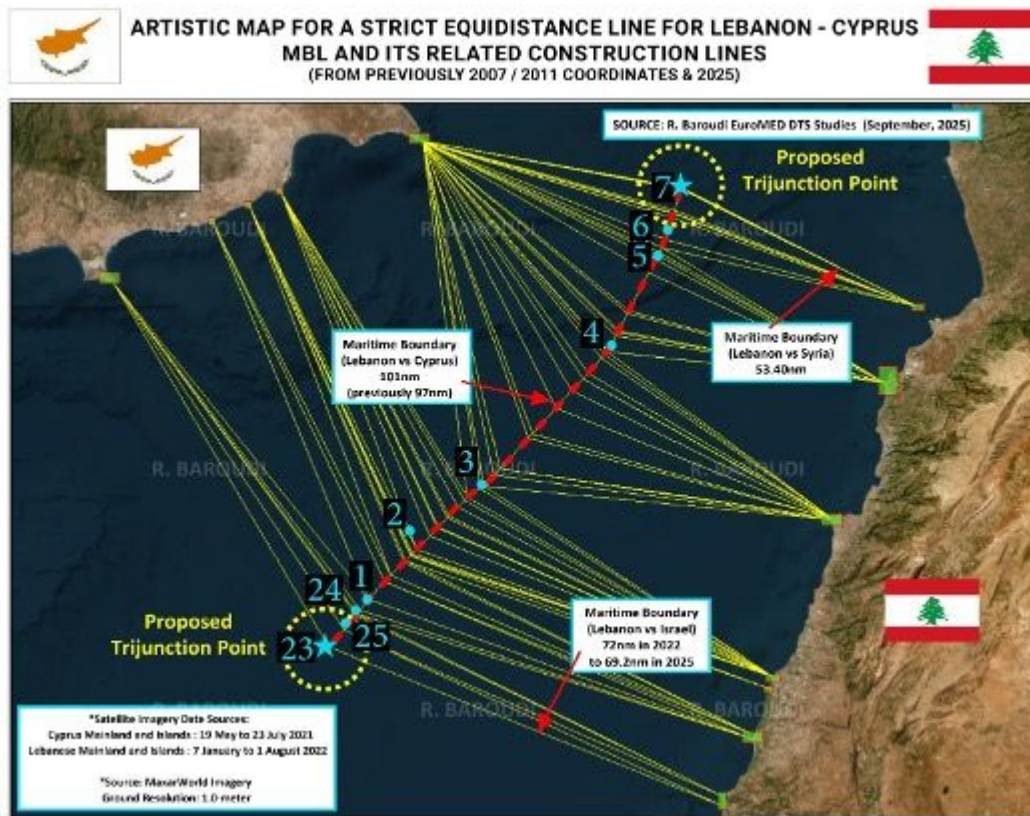 ARTISTIC MAP FOR A STRICT EQUIDISTANCE LINE FOR LEBANON - CYPRUS
MBL AND ITS RELATED CONSTRUCTION LINES
(FROM PREVIOUSLY 2007 / 2011 COORDINATES & 2025)
SOURCE: R. Baroudi EuroMED DTS Studies (September, 2025)
Proposed
Trijunction Point
7
R. BAROUDI
R. BAROUDI
R. BAROUDI
6
5
4
Maritime Boundary
(Lebanon vs Cyprus)
101nm
(previously 97nm)
Maritime Boundary
(Lebanon vs Syria)
53.40nm
3
R. BAROUDI
R. BAROUDI
R. BAROUDI
2
1
24
25
23
Proposed
Trijunction Point
Maritime Boundary
(Lebanon vs Israel)
72nm in 2022
to 69.2nm in 2025
R. BAROUDI
R. BAROUDI
*Satellite Imagery Data Sources:
Cyprus Mainland and Islands : 19 May to 23 July 2021
Lebanese Mainland and Islands : 7 January to 1 August 2022
*Source: MaxarWorld Imagery
Ground Resolution: 1.0-meter